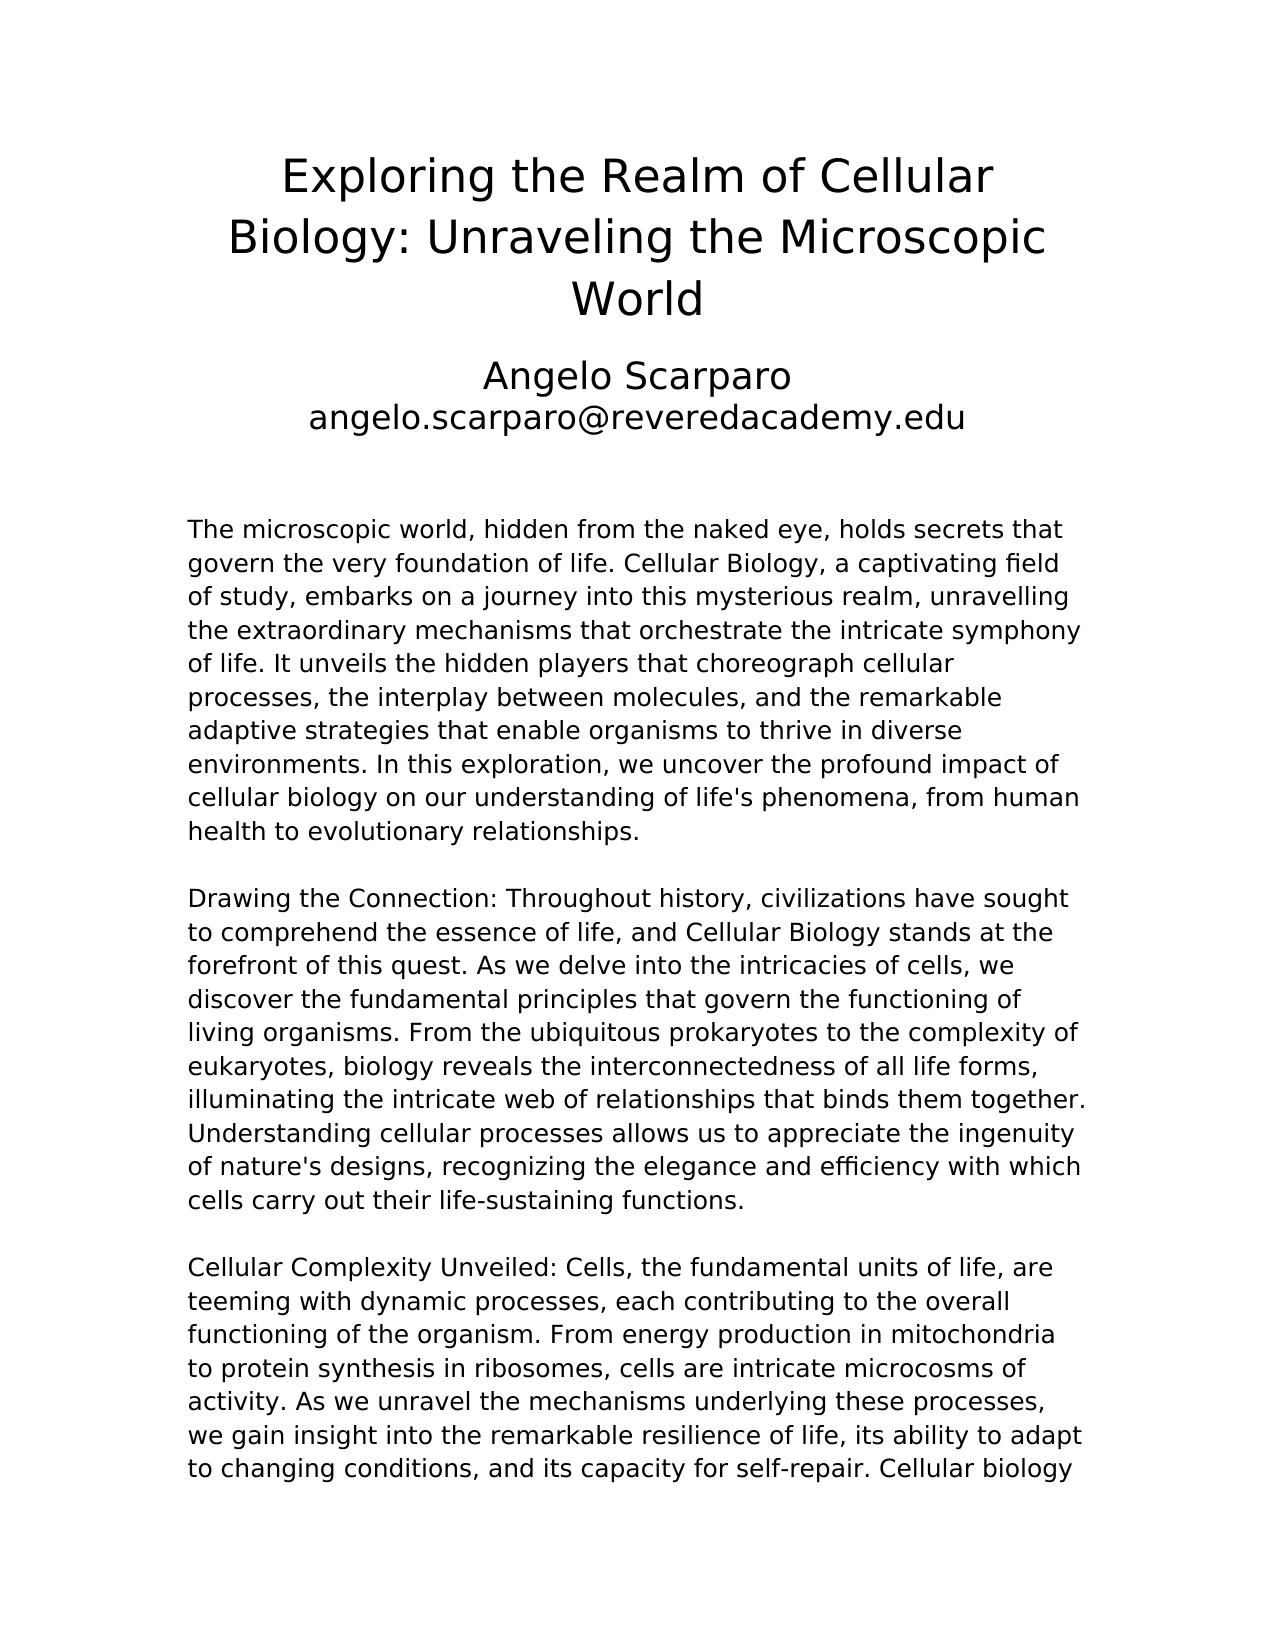 Exploring the Realm of Cellular
Biology: Unraveling the Microscopic
World
Angelo Scarparo
angelo.scarparo@reveredacademy.edu
The microscopic world, hidden from the naked eye, holds secrets that
govern the very foundation of life. Cellular Biology, a captivating field
of study, embarks on a journey into this mysterious realm, unravelling
the extraordinary mechanisms that orchestrate the intricate symphony
of life. It unveils the hidden players that choreograph cellular
processes, the interplay between molecules, and the remarkable
adaptive strategies that enable organisms to thrive in diverse
environments. In this exploration, we uncover the profound impact of
cellular biology on our understanding of life's phenomena, from human
health to evolutionary relationships.
Drawing the Connection: Throughout history, civilizations have sought
to comprehend the essence of life, and Cellular Biology stands at the
forefront of this quest. As we delve into the intricacies of cells, we
discover the fundamental principles that govern the functioning of
living organisms. From the ubiquitous prokaryotes to the complexity of
eukaryotes, biology reveals the interconnectedness of all life forms,
illuminating the intricate web of relationships that binds them together.
Understanding cellular processes allows us to appreciate the ingenuity
of nature's designs, recognizing the elegance and efficiency with which
cells carry out their life-sustaining functions.
Cellular Complexity Unveiled: Cells, the fundamental units of life, are
teeming with dynamic processes, each contributing to the overall
functioning of the organism. From energy production in mitochondria
to protein synthesis in ribosomes, cells are intricate microcosms of
activity. As we unravel the mechanisms underlying these processes,
we gain insight into the remarkable resilience of life, its ability to adapt
to changing conditions, and its capacity for self-repair. Cellular biology